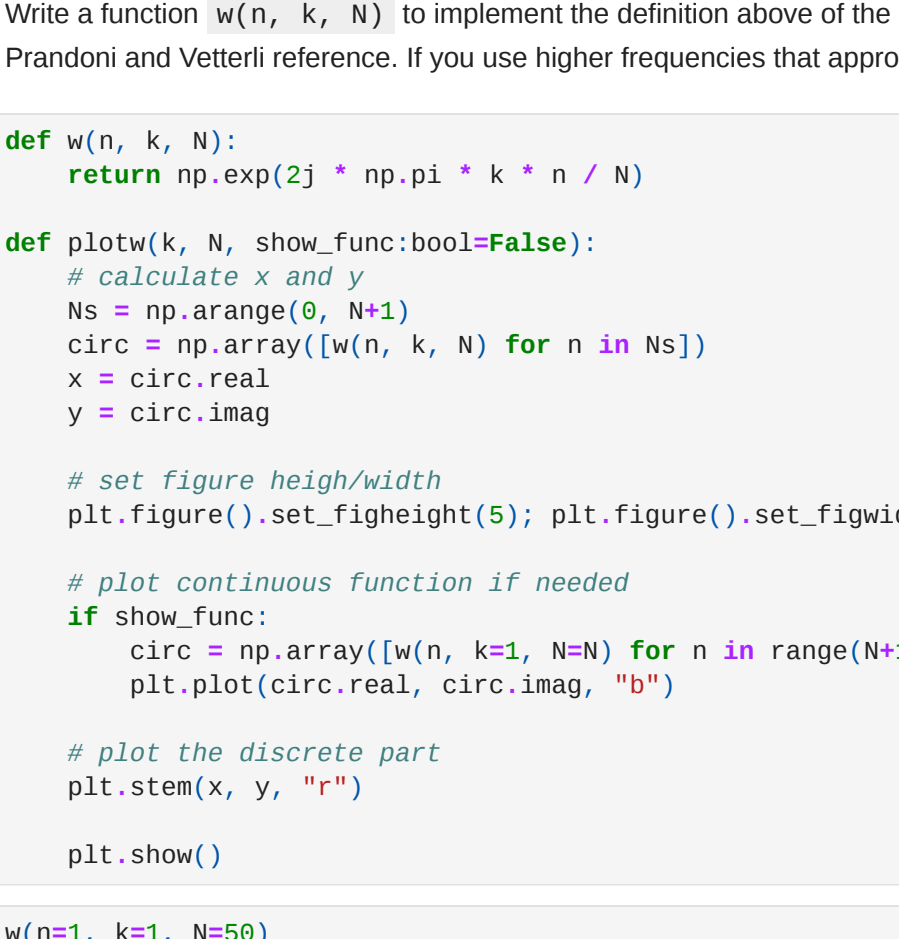 Write a function w(n, k, N) to implement the definition above of the
Prandoni and Vetterli reference. If you use higher frequencies that
def w(n, k, N):
    return np.exp(2j * np.pi * k * n / N)
def plotw(k, N, show_func:bool=False):
    # calculate x and y
    Ns = np.arange(0, N+1)
    circ = np.array([w(n, k, N) for n in Ns])
    x = circ.real
    y = circ.imag
    # set figure heigh/width
    plt.figure().set_figheight(5); plt.figure().
    # plot continuous function if needed
    if show_func:
        circ = np.array([w(n, k=1, N=N) for n in range(N+1
        plt.plot(circ.real, circ.imag, "b")
    # plot the discrete part
    plt.stem(x, y, "r")
    plt.show()
w(n=1, k=1, N=50)